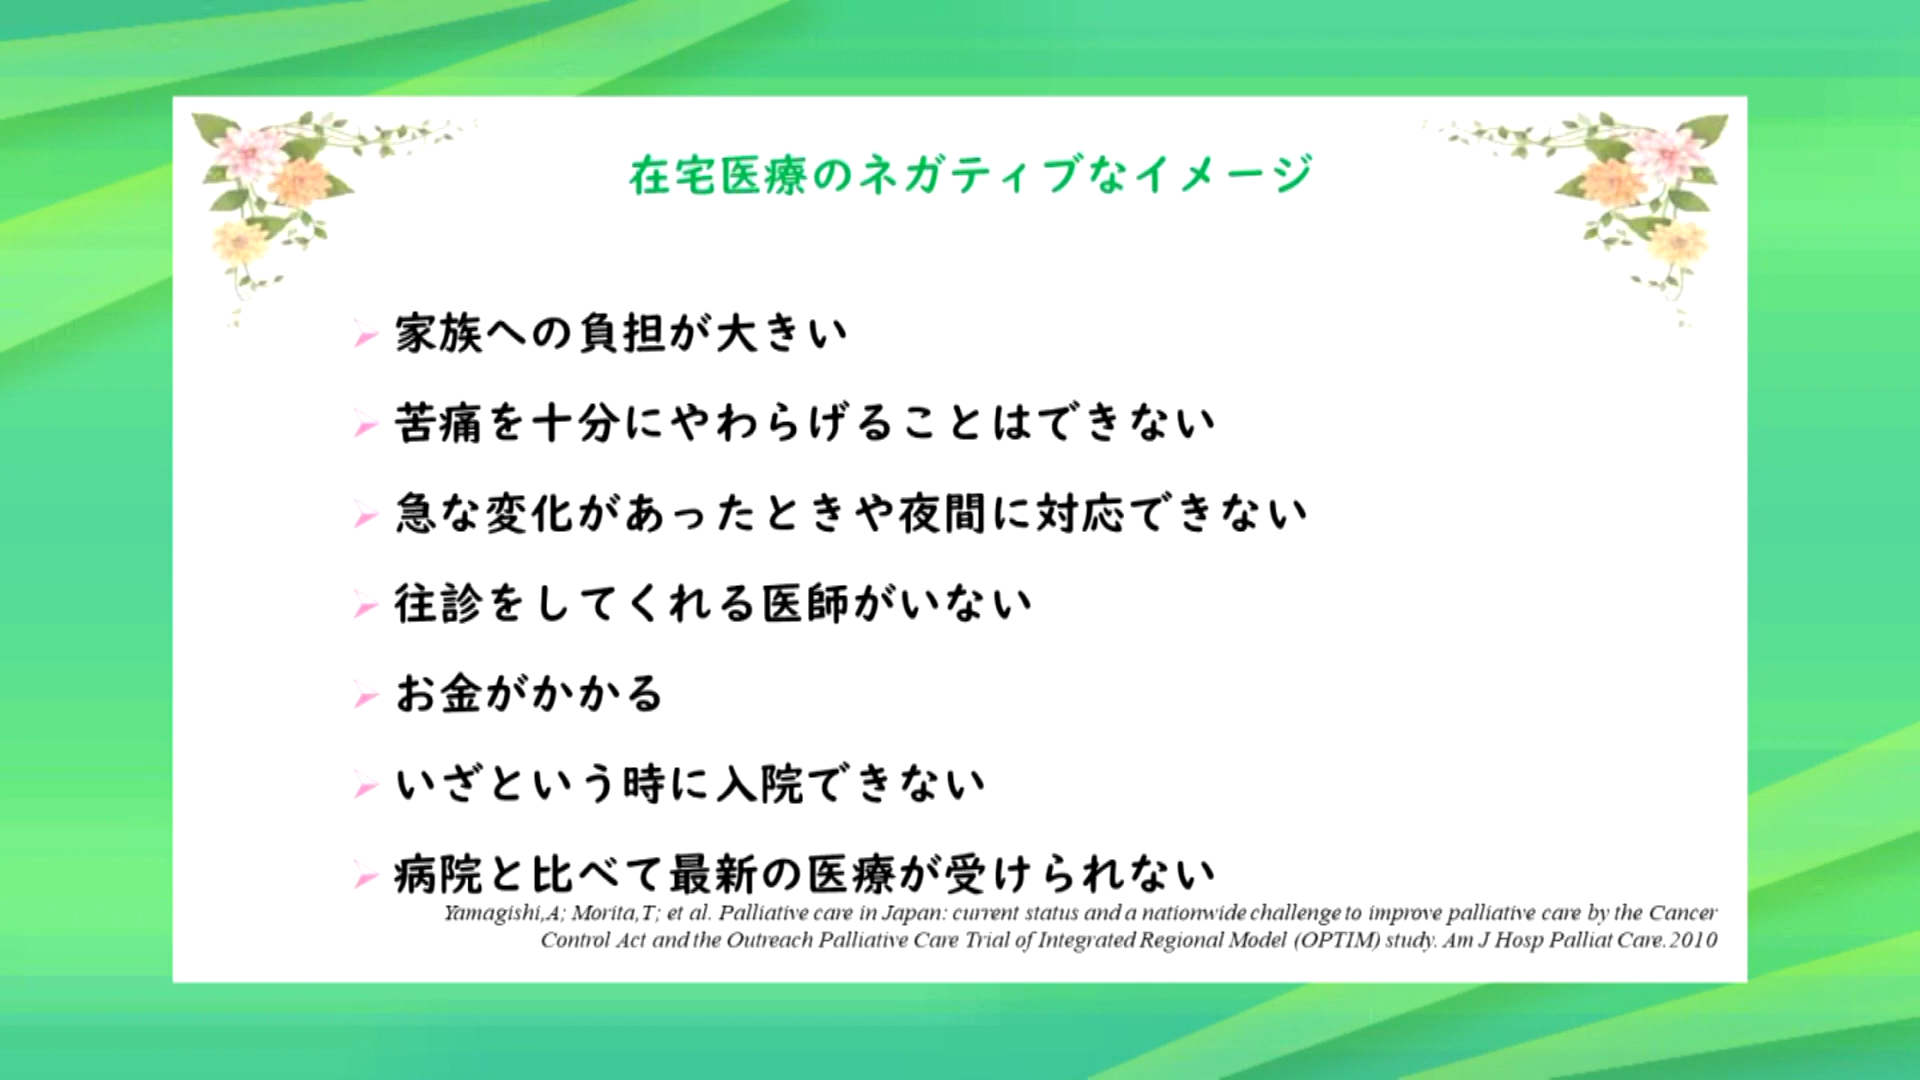 在宅医療のネガティブなイメージ
家族への負担が大きい
苦痛を十分にやわらげることはできない
急な変化があったときや夜間に対応できない
往診をしてくれる医師がいない
お金がかかる
いざという時に入院できない
病院と比べて最新の医療が受けられない
Yamagishi,A; Morita,T; et al. Palliative care in Japan: current status and a nationwide challenge to improve palliative care by the Cancer
Control Act and the Outreach Palliative Care Trial of Integrated Regional Model (OPTIM) study. Am J Hosp Palliat Care.2010